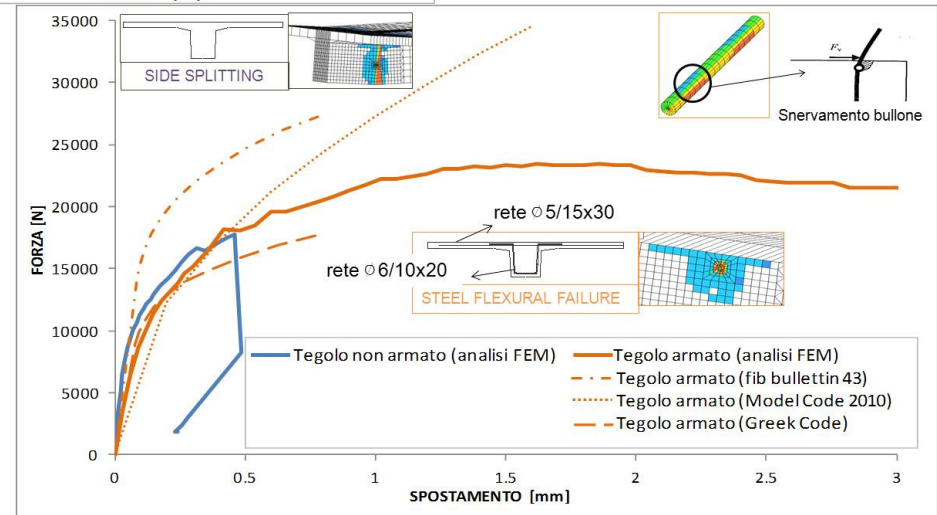 35000
30000
25000
20000
15000
10000
5000
0
FORZA [N]
SIDE SPLITTING
Fv
Snervamento bullone
rete ∅5/15x30
rete ∅6/10x20
STEEL FLEXURAL FAILURE
Tegolo non armato (analisi FEM)
Tegolo armato (analisi FEM)
Tegolo armato (fib bullettin 43)
Tegolo armato (Model Code 2010)
Tegolo armato (Greek Code)
0 0.5 1 1.5 2 2.5 3
SPOSTAMENTO [mm]